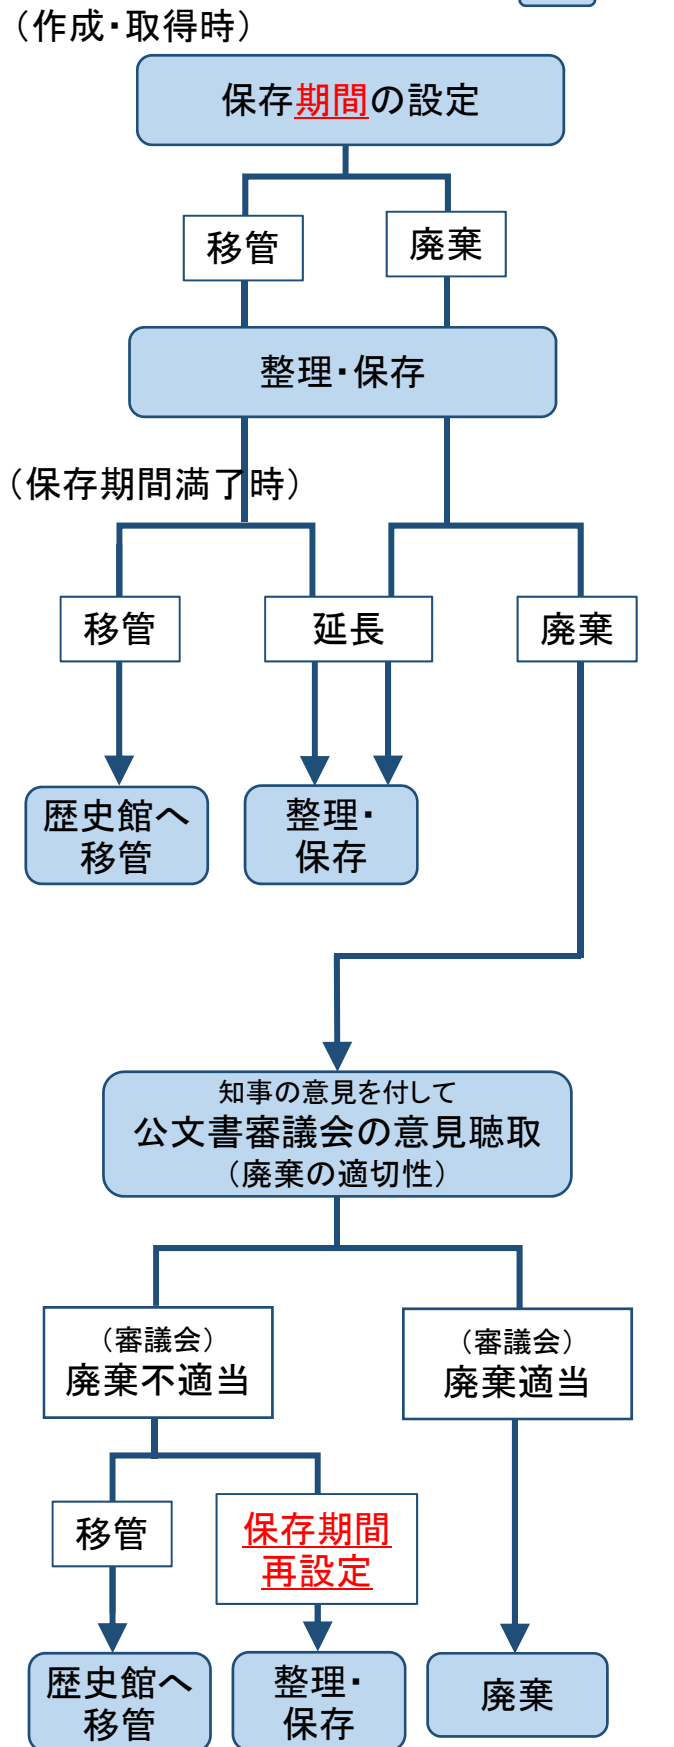 （作成・取得時）
保存期間の設定
移管
廃棄
整理・保存
（保存期間満了時）
移管
延長
廃棄
歴史館へ
移管
整理・
保存
知事の意見を付して
公文書審議会の意見聴取
（廃棄の適切性）
（審議会）
廃棄不適当
（審議会）
廃棄適当
移管
保存期間
再設定
歴史館へ
移管
整理・
保存
廃棄